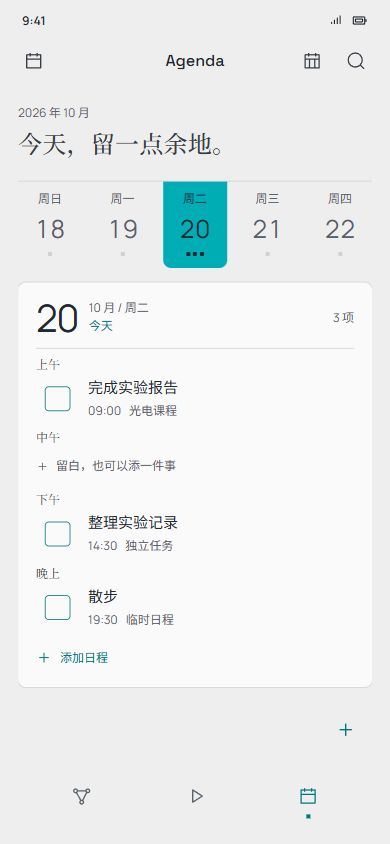 9:41
Agenda
2026 年 10 月
今天，留一点余地。
周日 周一 周二 周三 周四
18 19 20 21 22
20 10 月 / 周二
今天
3 项
上午
完成实验报告
09:00 光电课程
中午
+ 留白，也可以添一件事
下午
整理实验记录
14:30 独立任务
晚上
散步
19:30 临时日程
+ 添加日程
+